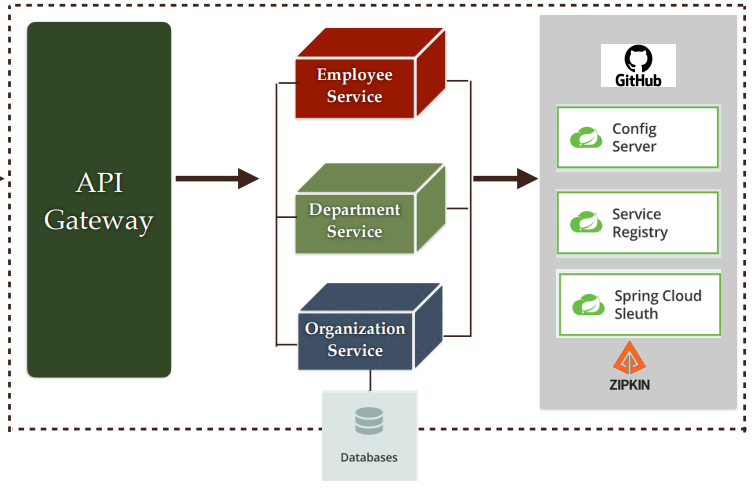 API
Gateway
Employee
Service
Department
Service
Organization
Service
Databases
GitHub
Config
Server
Service
Registry
Spring Cloud
Sleuth
ZIPKIN